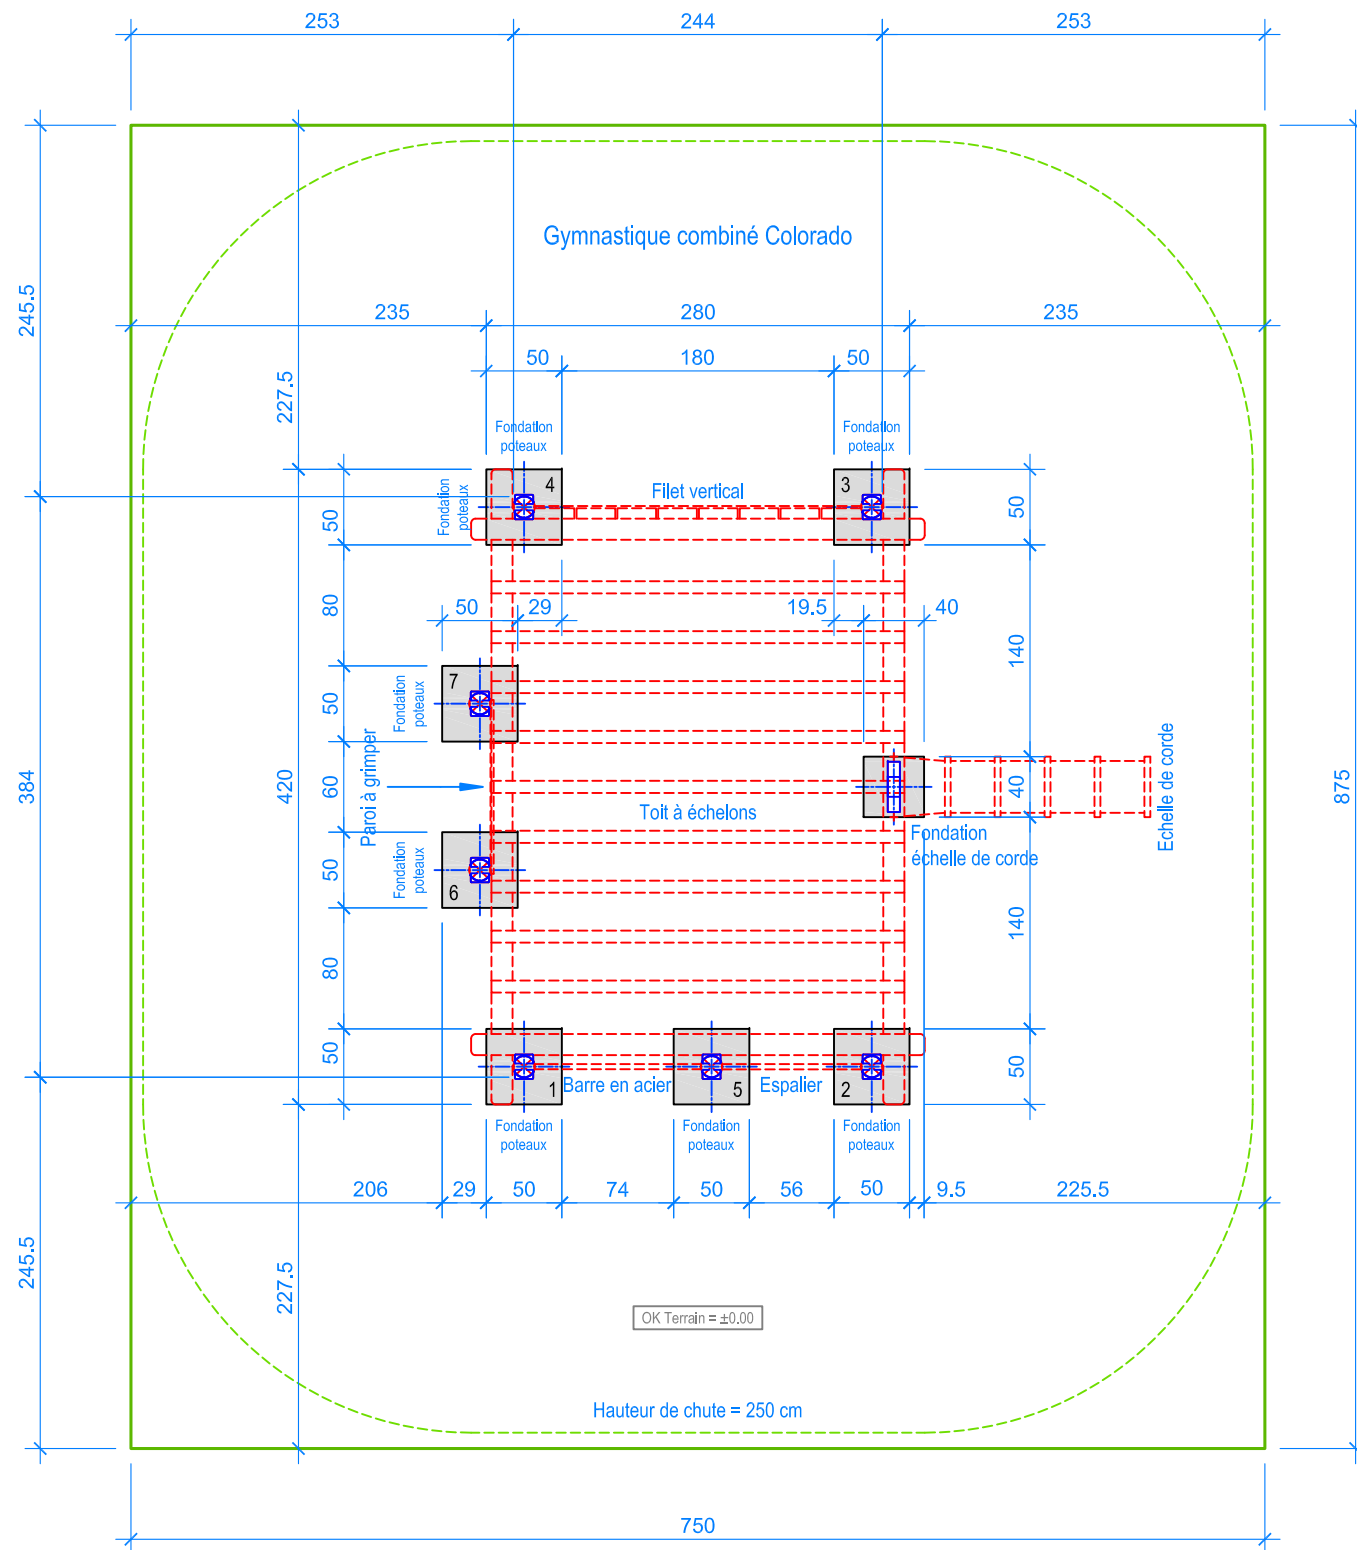 253
244
253
Gymnastique combiné Colorado
245.5
235
280
235
227.5
50
180
50
Fondation
poteaux
Fondation
poteaux
Fondation
poteaux
4
3
Filet vertical
50
50
80
50
29
19.5
40
140
7
Fondation
poteaux
50
Paroi à grimper
384
420
60
Toit à échelons
40
Echelle de corde
875
Fondation
échelle de corde
50
Fondation
poteaux
6
80
140
50
50
1
Barre en acier
5
Espalier
2
Fondation
poteaux
Fondation
poteaux
Fondation
poteaux
206
29
50
74
50
56
50
9.5
225.5
245.5
227.5
OK Terrain = ±0.00
Hauteur de chute = 250 cm
750